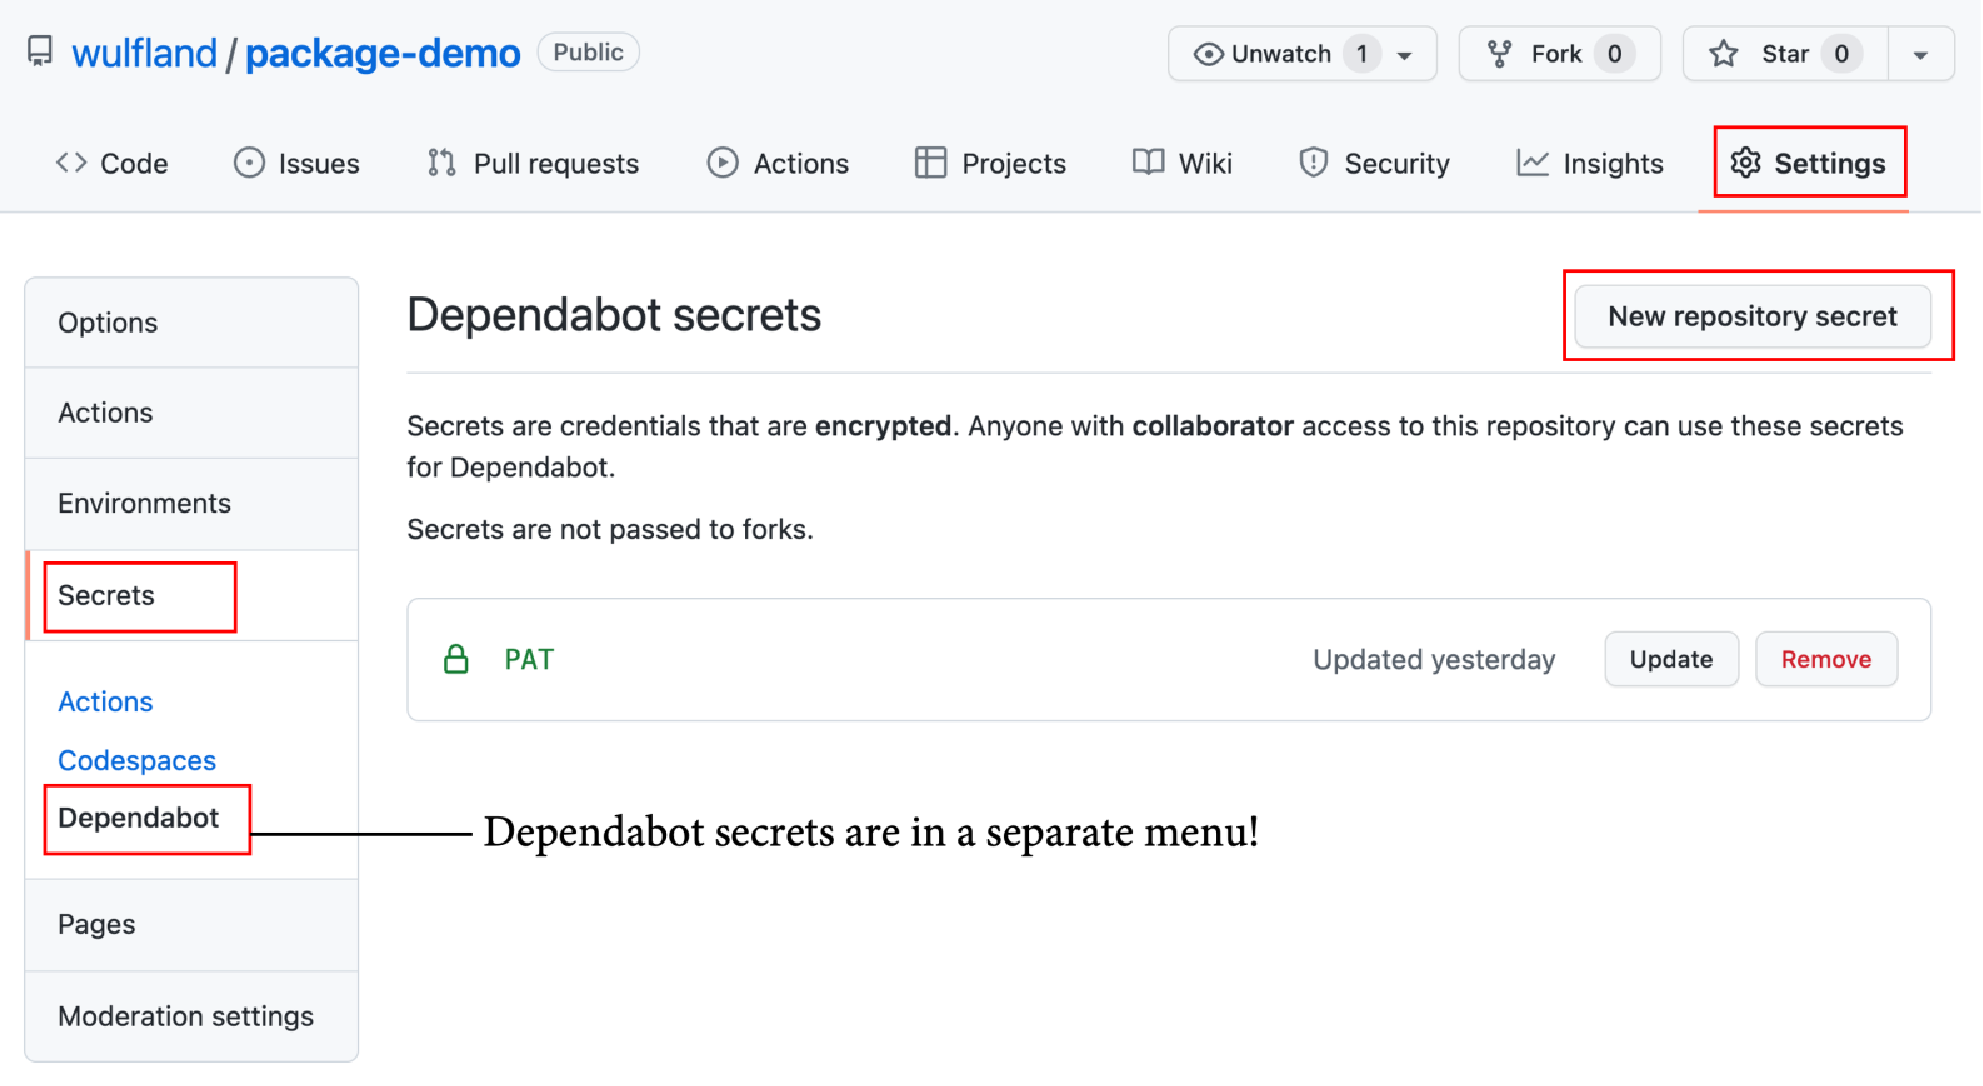 wulfland / package-demo Public Unwatch 1 Fork 0 Star 0
Code Issues Pull requests Actions Projects Wiki Security Insights Settings
Options
Actions
Environments
Secrets
Actions
Codespaces
Dependabot
Pages
Moderation settings
Dependabot secrets
New repository secret
Secrets are credentials that are encrypted. Anyone with collaborator access to this repository can use these secrets
for Dependabot.
Secrets are not passed to forks.
PAT Updated yesterday Update Remove
Dependabot secrets are in a separate menu!